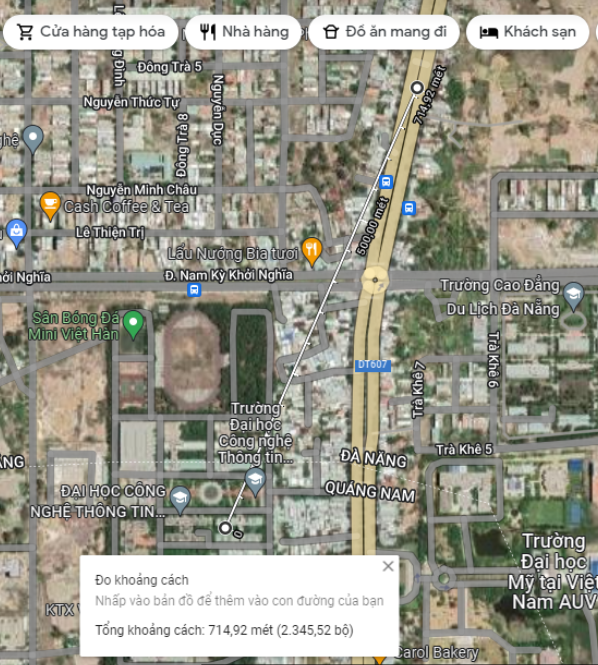 Cửa hàng tạp hóa
Nhà hàng
Đồ ăn mang đi
Khách sạn
Đông Trà 5
714,92 mét
Nguyễn Thức Tự
Nguyễn Dục
Đông Trà 8
Nguyễn Minh Châu
Cash Coffee & Tea
Lê Thiện Trị
500,00 mét
Lẩu Nướng Bia tươi
Đ. Nam Kỳ Khởi Nghĩa
Trường Cao Đẳng
Du Lịch Đà Nẵng
Sân Bóng Đá
Mini Việt Hàn
Trà Khê 6
DT607
Trà Khê 7
Trường
Đại học
Công nghệ
Thông tin...
Trà Khê 5
ĐÀ NẴNG
QUẢNG NAM
ĐẠI HỌC CÔNG
NGHỆ THÔNG TIN...
0
Trường
Đại học
Mỹ tại Việt
Nam AUV
Đo khoảng cách
Nhấp vào bản đồ để thêm vào con đường của bạn
Tổng khoảng cách: 714,92 mét (2.345,52 bộ)
KTX
Carol Bakery